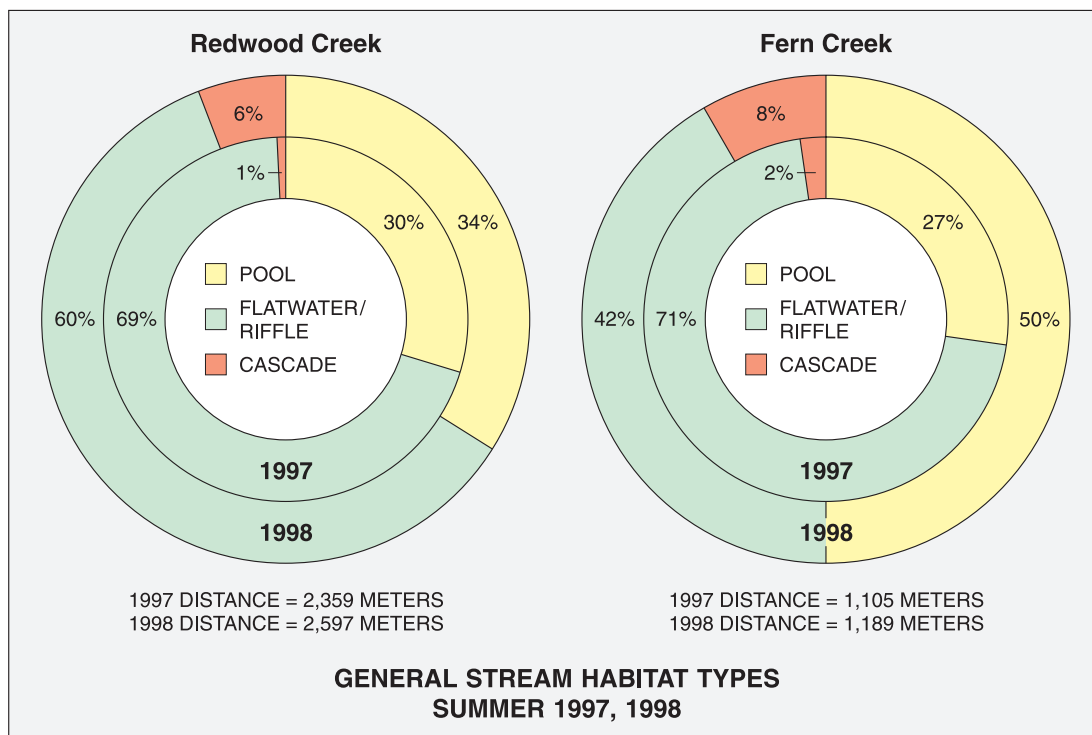 Redwood Creek
6%
1%
30%
34%
POOL
FLATWATER/
RIFFLE
CASCADE
60%
69%
1997
1998
1997 DISTANCE = 2,359 METERS
1998 DISTANCE = 2,597 METERS
Fern Creek
8%
2%
27%
POOL
FLATWATER/
RIFFLE
CASCADE
42%
71%
50%
1997
1998
1997 DISTANCE = 1,105 METERS
1998 DISTANCE = 1,189 METERS
GENERAL STREAM HABITAT TYPES
SUMMER 1997, 1998